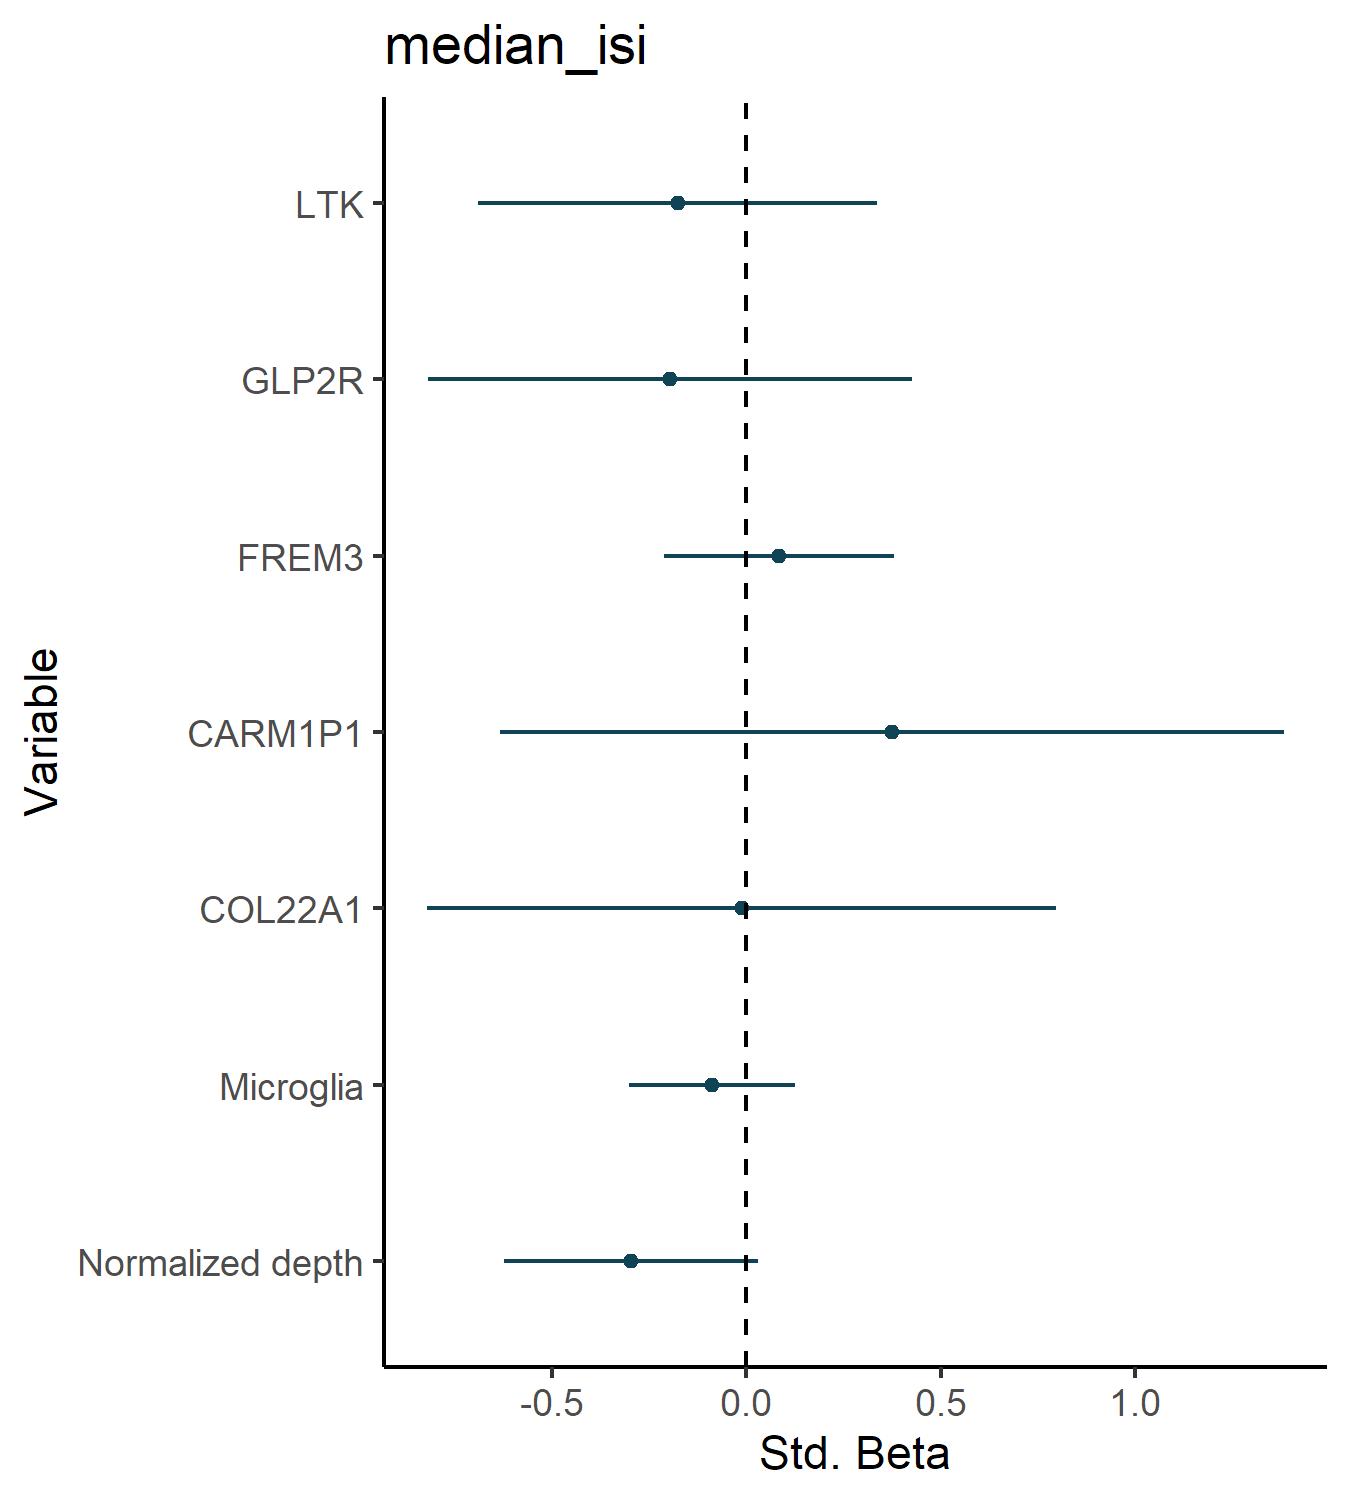 median_isi
LTK
GLP2R
FREM3
CARM1P1
COL22A1
Microglia
Normalized depth
Variable
-0.5 0.0 0.5 1.0
Std. Beta